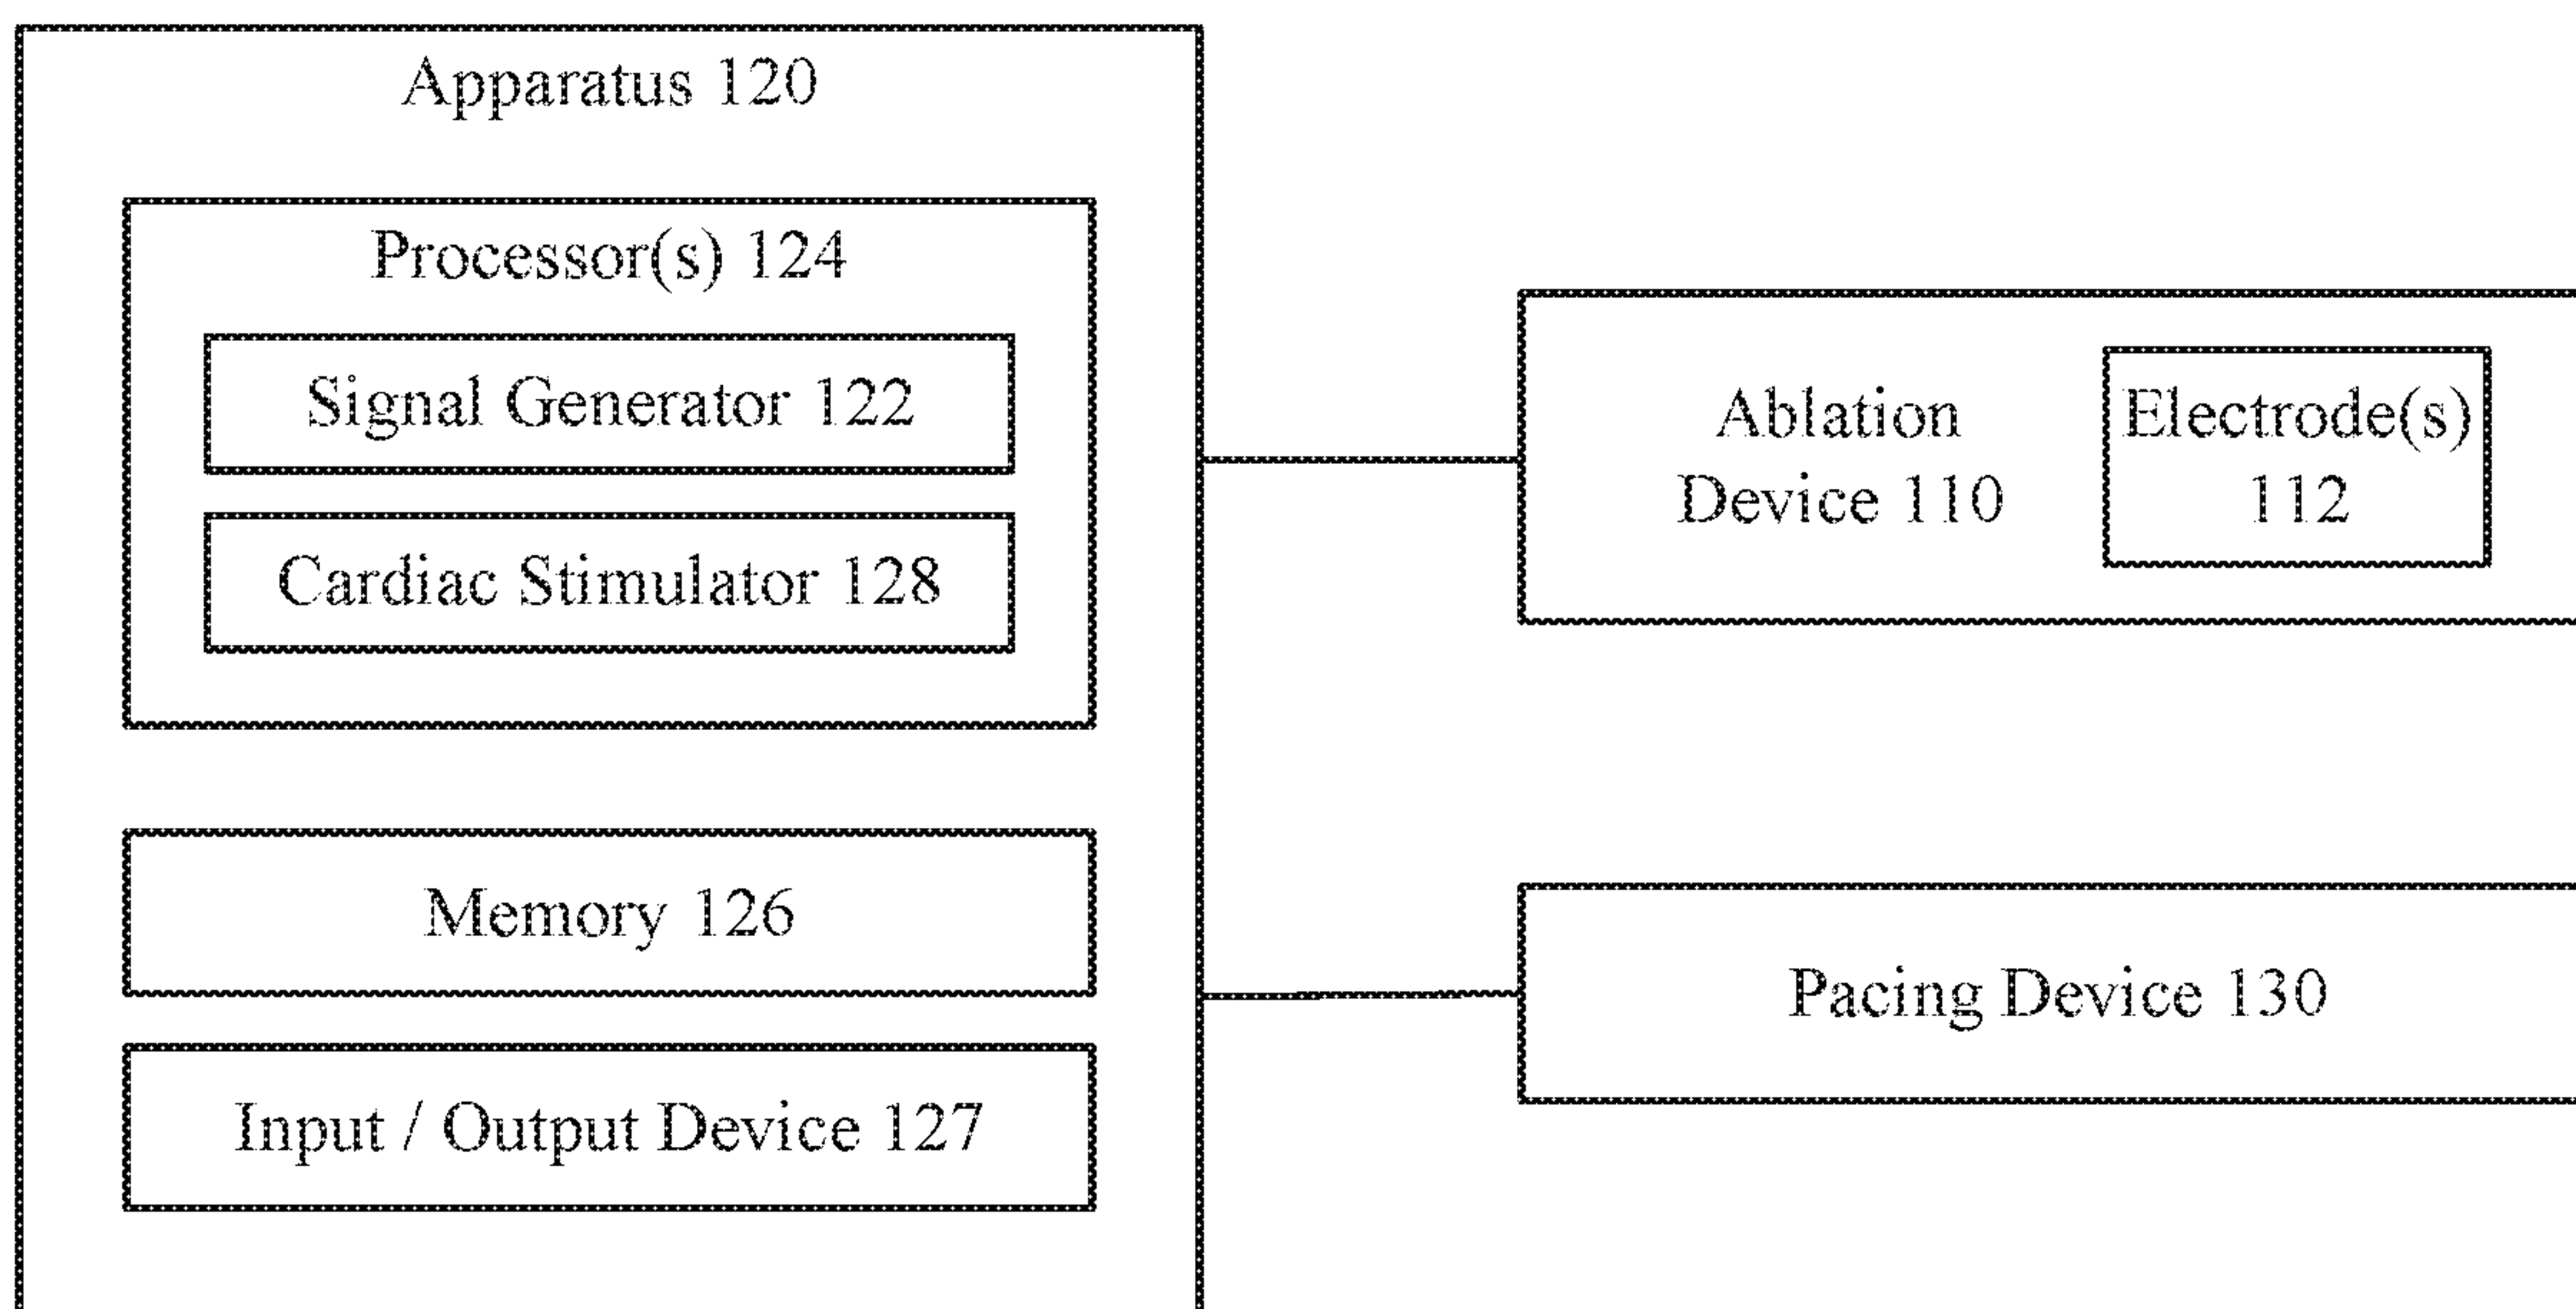 Apparatus 120
Processor(s) 124
Signal Generator 122
Cardiac Stimulator 128
Memory 126
Input / Output Device 127
Ablation
Device 110
Electrode(s)
112
Pacing Device 130